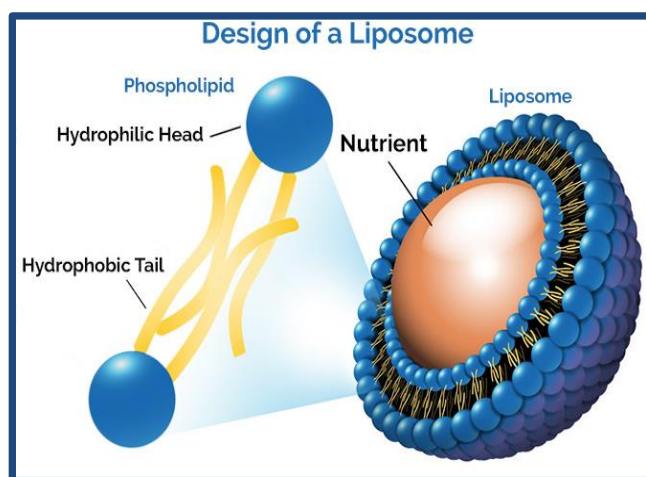 Design of a Liposome
Phospholipid
Hydrophilic Head
Hydrophobic Tail
Liposome
Nutrient